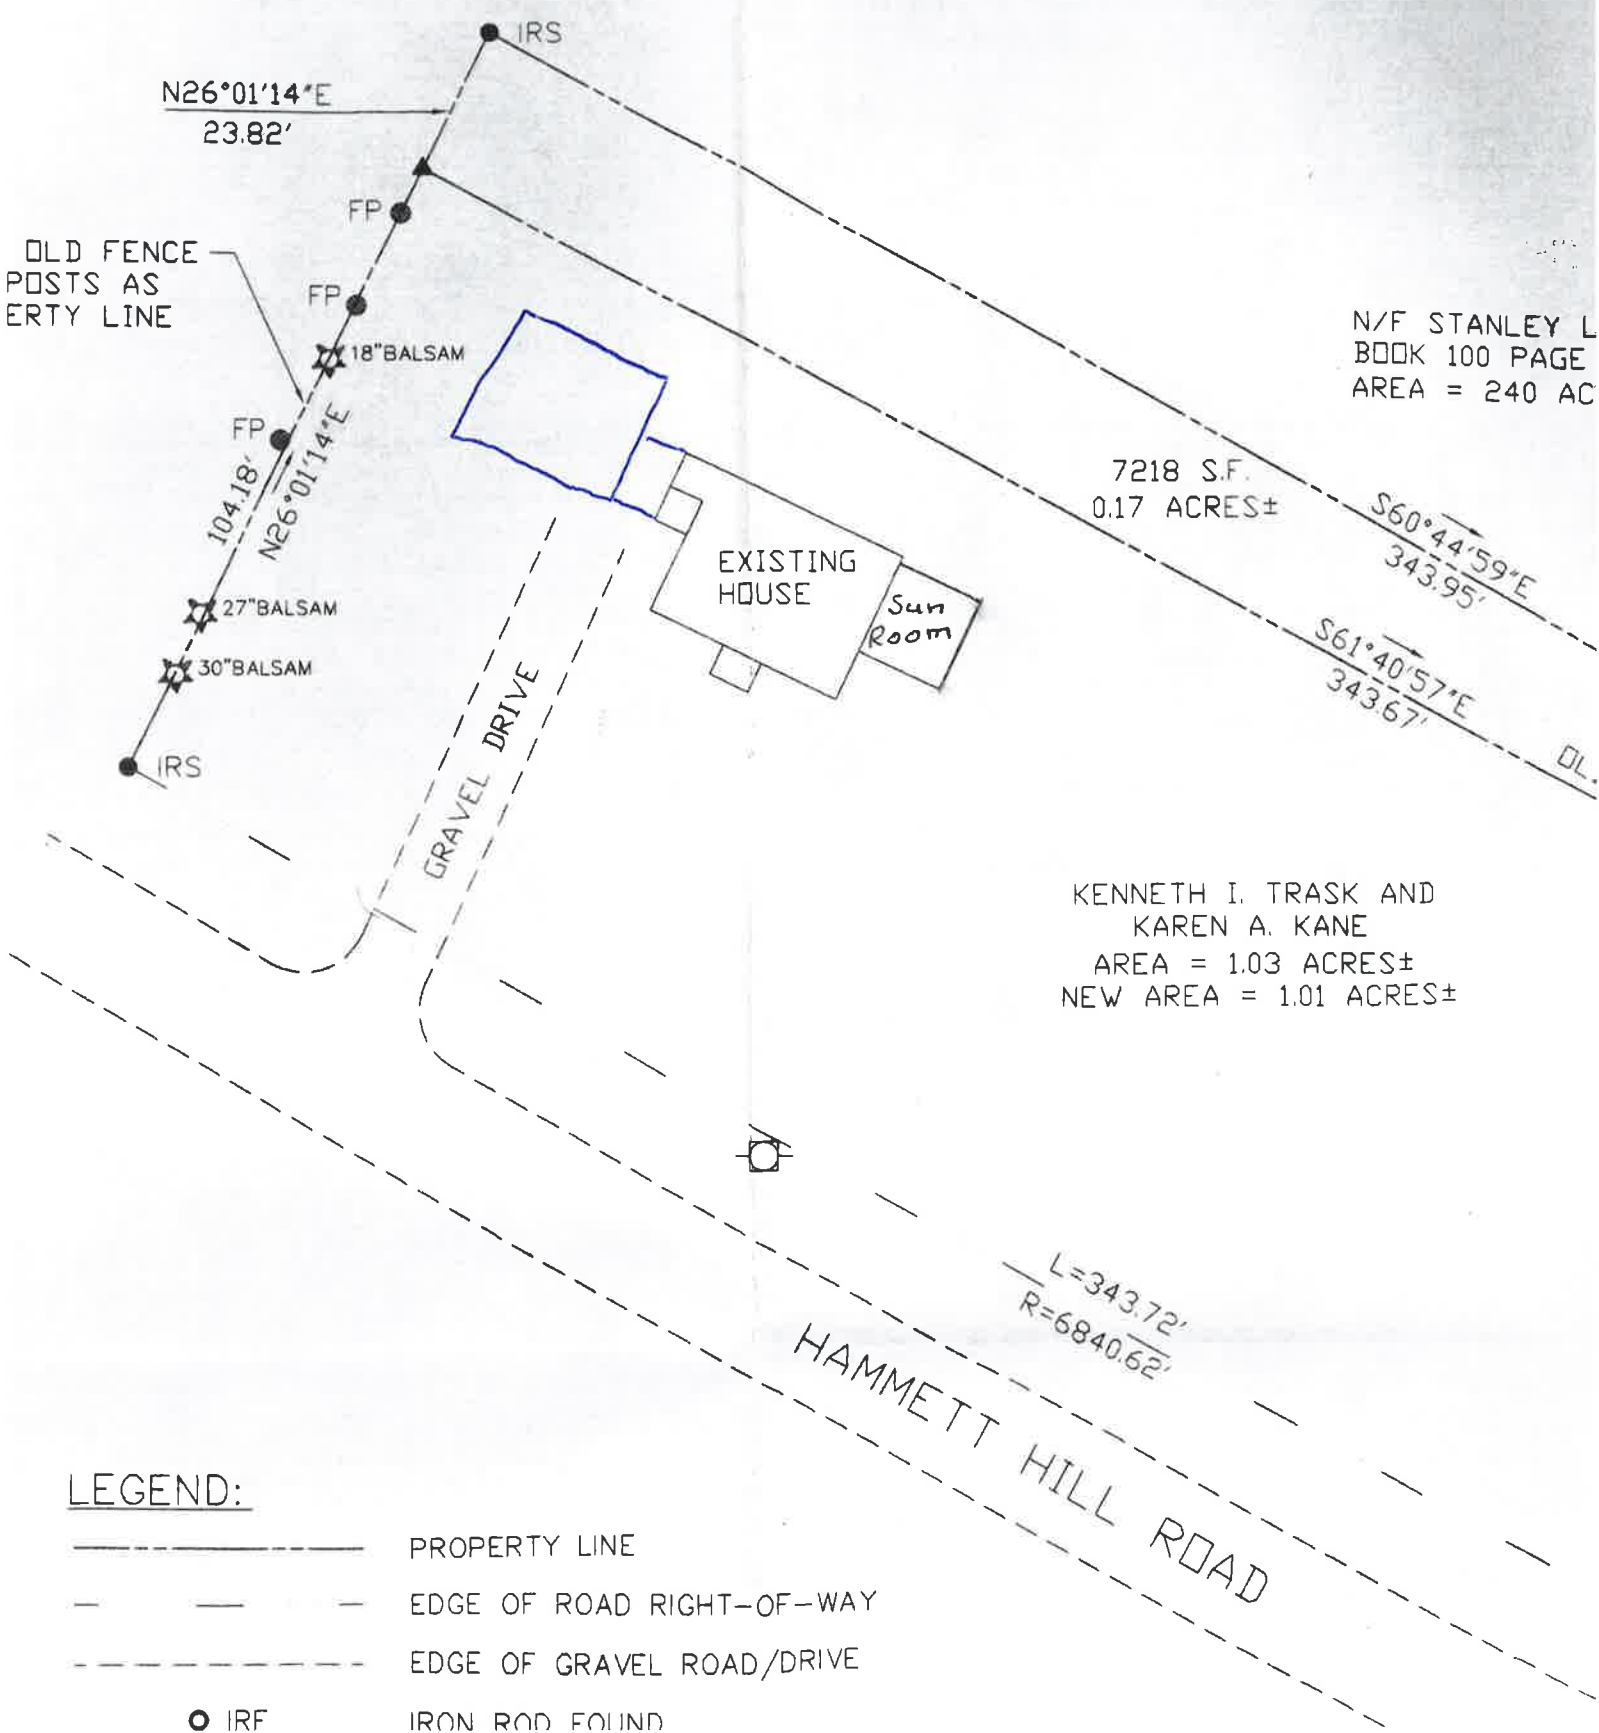 IRS
N26°01'14"E
23.82'
FP
OLD FENCE
POSTS AS
ERTY LINE
FP
18"BALSAM
N/F STANLEY L
BOOK 100 PAGE
AREA = 240 AC
FP
104.18'
N26°01'14"E
7218 S.F.
0.17 ACRES±
S60°44'59"E
343.95'
EXISTING
HOUSE
Sun
Room
27"BALSAM
30"BALSAM
S61°40'57"E
343.67'
OL
IRS
GRAVEL DRIVE
KENNETH I. TRASK AND
KAREN A. KANE
AREA = 1.03 ACRES±
NEW AREA = 1.01 ACRES±
L=343.72'
R=6840.62'
HAMMETT HILL ROAD
LEGEND:
PROPERTY LINE
EDGE OF ROAD RIGHT-OF-WAY
EDGE OF GRAVEL ROAD/DRIVE
IRF IRON ROD FOUND